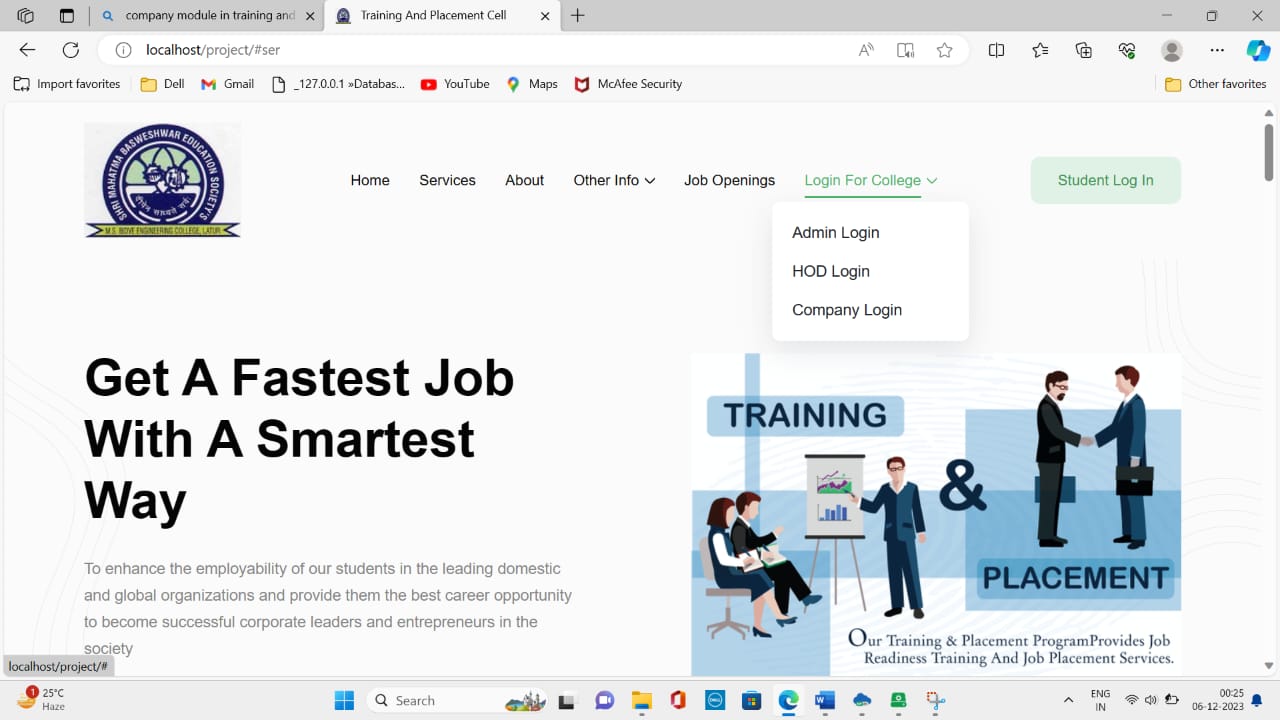 company module in training and
Training And Placement Cell
localhost/project/#ser
Import favorites
Dell
Gmail
_127.0.0.1 »Databas...
YouTube
Maps
McAfee Security
Other favorites
SHRI MAHATMA BASWESHWAR EDUCATION SOCIETY'S
M.S. BIDVE ENGINEERING COLLEGE, LATUR
Home
Services
About
Other Info
Job Openings
Login For College
Student Log In
Admin Login
HOD Login
Company Login
Get A Fastest Job
With A Smartest
Way
To enhance the employability of our students in the leading domestic
and global organizations and provide them the best career opportunity
to become successful corporate leaders and entrepreneurs in the
society
TRAINING
&
PLACEMENT
Our Training & Placement ProgramProvides Job
Readiness Training And Job Placement Services.
localhost/project/#
1
25°C
Haze
Search
ENG
IN
00:25
06-12-2023